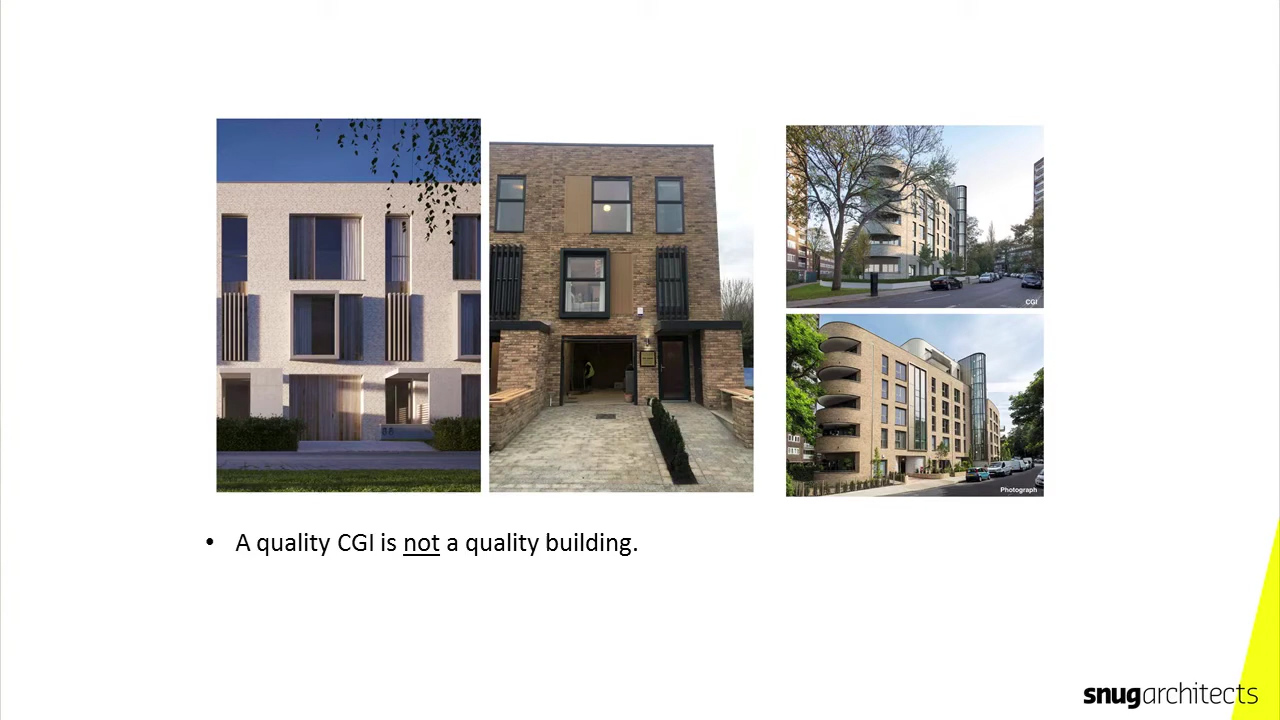 CGI
Photograph
• A quality CGI is not a quality building.
snugarchitects